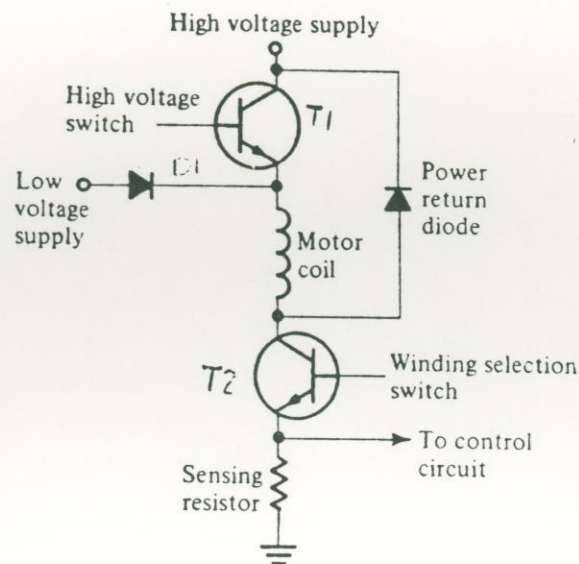 High voltage supply
High voltage
switch
T1
D1
Low
voltage
supply
Power
return
diode
Motor
coil
T2
Winding selection
switch
To control
circuit
Sensing
resistor